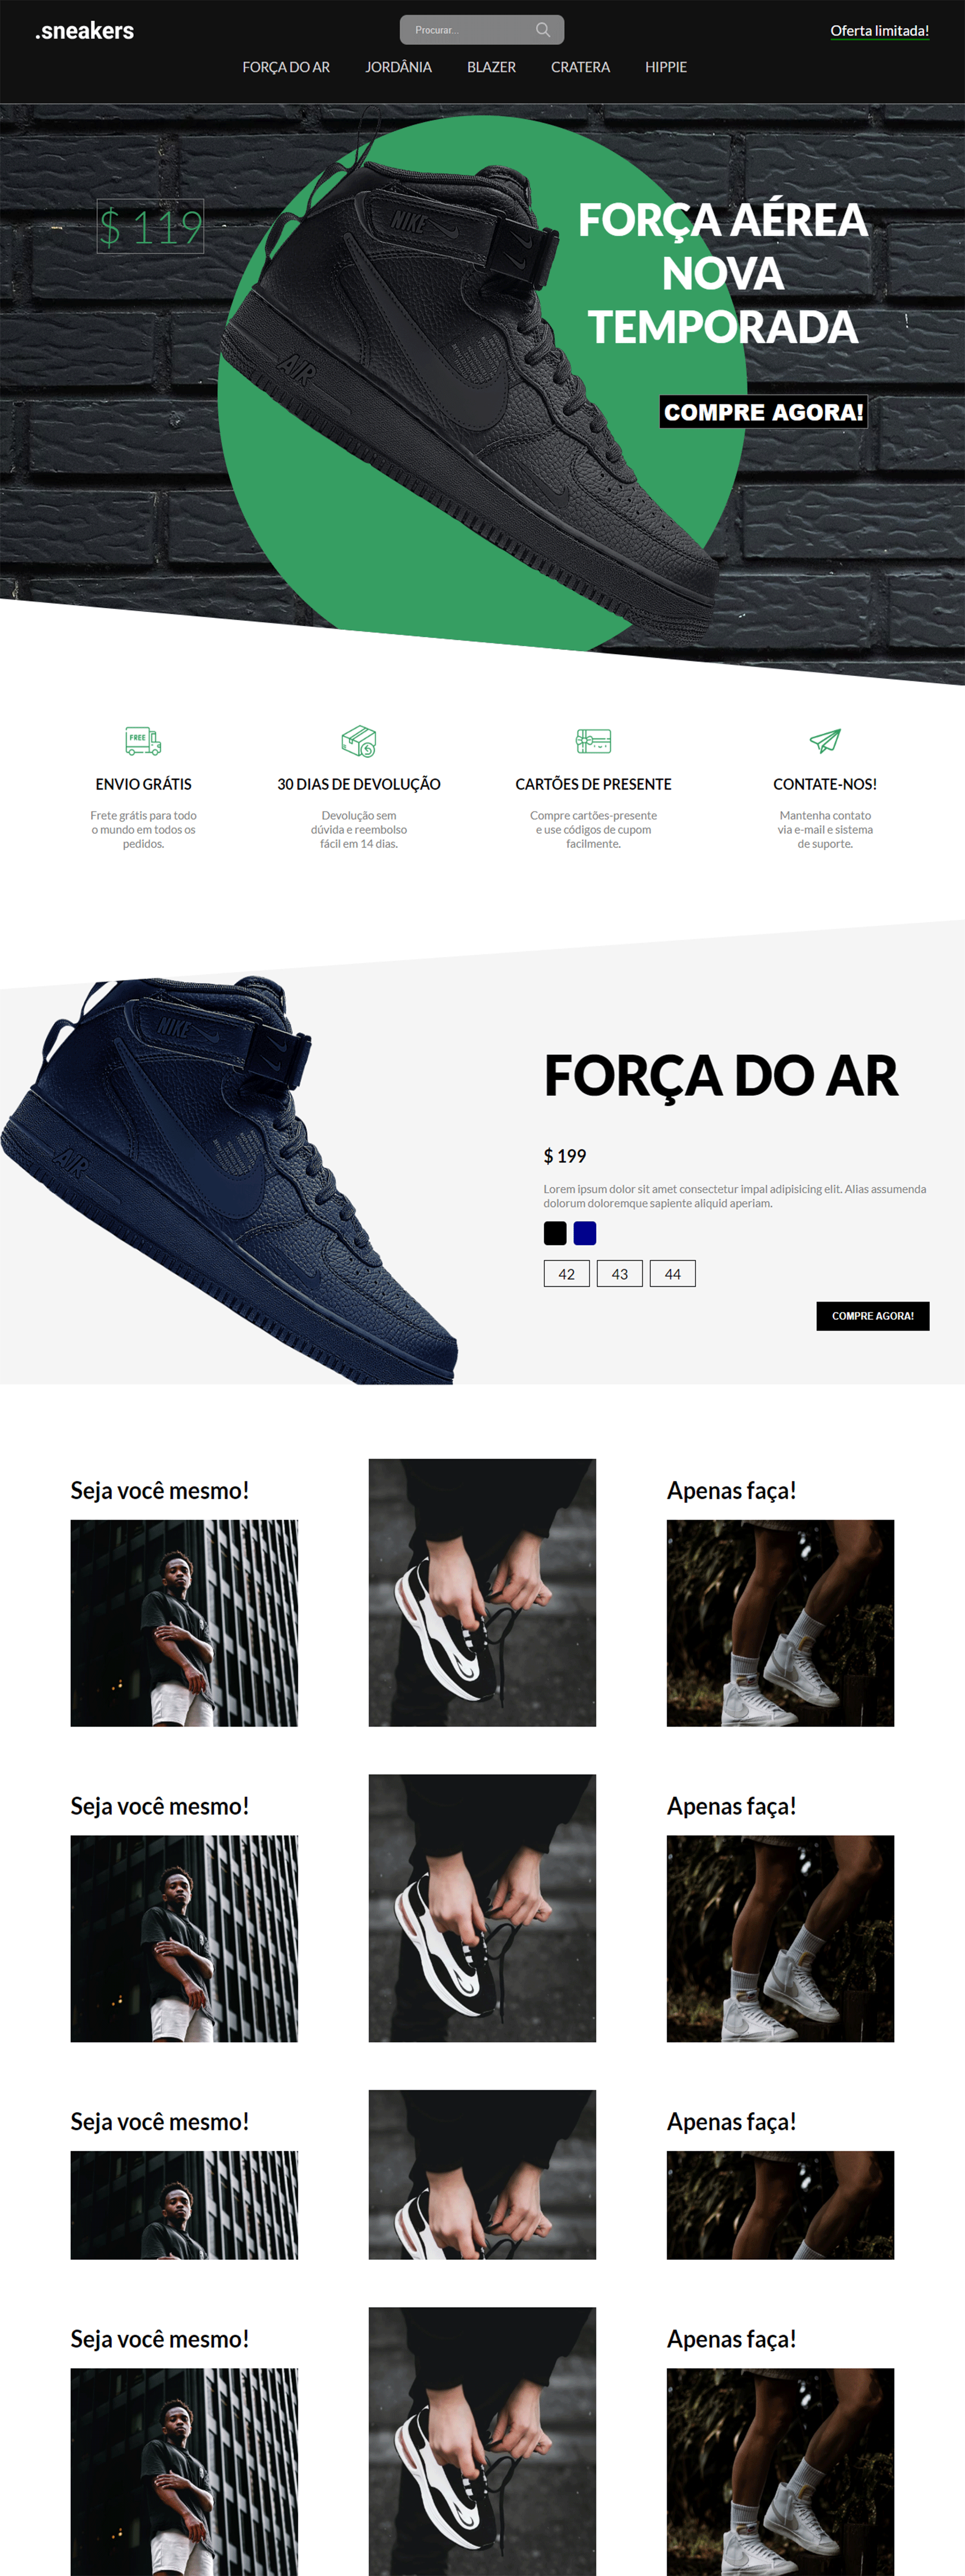 .sneakers
Procurar...
Oferta limitada!
FORÇA DO AR JORDÂNIA BLAZER CRATERA HIPPIE
$ 119
NIKE
AIR
FORÇA AÉREA
NOVA
TEMPORADA
!
COMPRE AGORA!
FREE
ENVIO GRÁTIS
Frete grátis para todo
o mundo em todos os
pedidos.
30 DIAS DE DEVOLUÇÃO
Devolução sem
dúvida e reembolso
fácil em 14 dias.
CARTÕES DE PRESENTE
Compre cartões-presente
e use códigos de cupom
facilmente.
CONTATE-NOS!
Mantenha contato
via e-mail e sistema
de suporte.
NIKE
AIR
FORÇA DO AR
$ 199
Lorem ipsum dolor sit amet consectetur impal adipisicing elit. Alias assumenda
dolorum doloremque sapiente aliquid aperiam.
42 43 44
COMPRE AGORA!
Seja você mesmo!
Apenas faça!
Seja você mesmo!
Apenas faça!
Seja você mesmo!
Apenas faça!
Seja você mesmo!
Apenas faça!